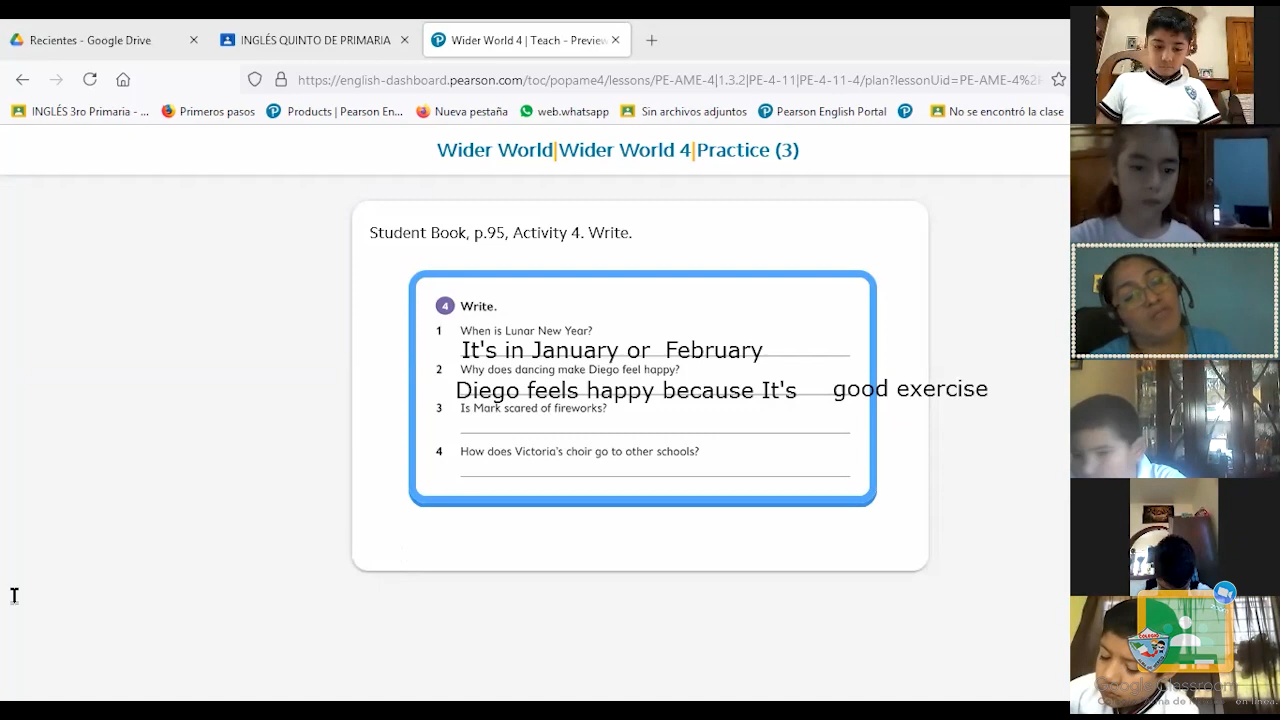 Recientes - Google Drive
INGLÉS QUINTO DE PRIMARIA
Wider World 4 | Teach - Preview
https://english-dashboard.pearson.com/toc/popame4/lessons/PE-AME-4|1.3.2|PE-4-11|PE-4-11-4/plan?lessonUid=PE-AME-4%2
INGLÉS 3ro Primaria - ...
Primeros pasos
Products | Pearson En...
Nueva pestaña
web.whatsapp
Sin archivos adjuntos
Pearson English Portal
No se encontró la clase
Wider World|Wider World 4|Practice (3)
Student Book, p.95, Activity 4. Write.
4 Write.
1 When is Lunar New Year?
It's in January or February
2 Why does dancing make Diego feel happy?
Diego feels happy because It's good exercise
3 Is Mark scared of fireworks?
4 How does Victoria's choir go to other schools?
COLEGIO
Google Classroom
en línea